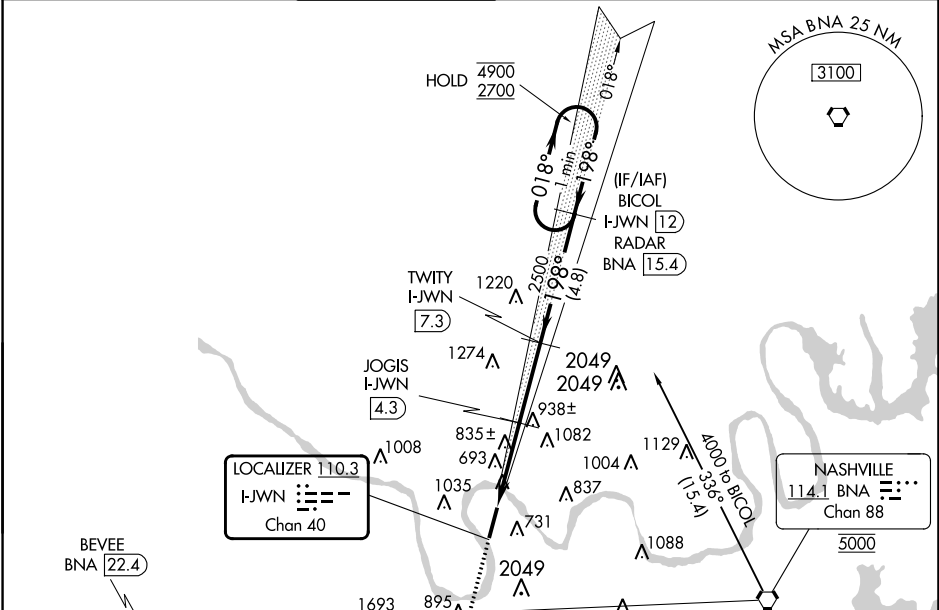 MSA BNA 25 NM
3100
HOLD 4900
2700
018°
018°
1 min
198°
(IF/IAF)
BICOL
I-JWN 12
RADAR
BNA 15.4
2500
198°
(4.8)
TWITY
I-JWN
7.3
1220
1274
JOGIS
I-JWN
4.3
2049
2049
938±
835±
1082
693
1008
1004
1129
1035
837
731
1088
4000 to BICOL
336°
(15.4)
LOCALIZER 110.3
I-JWN
Chan 40
NASHVILLE
114.1 BNA
Chan 88
5000
BEVEE
BNA 22.4
2049
1693
895